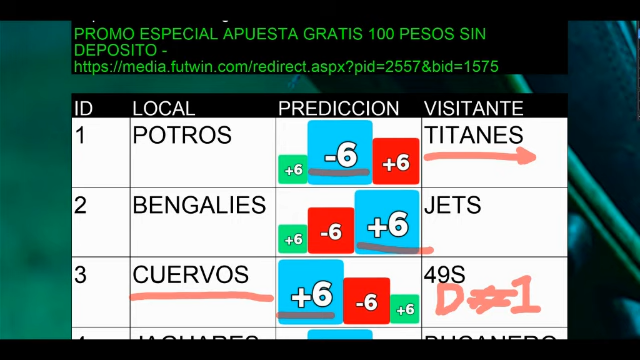 PROMO ESPECIAL APUESTA GRATIS 100 PESOS SIN
DEPOSITO -
https://media.futwin.com/redirect.aspx?pid=2557&bid=1575
ID LOCAL PREDICCION VISITANTE
1 POTROS +6 -6 +6 TITANES
2 BENGALIES +6 -6 +6 JETS
3 CUERVOS +6 -6 +6 49S
D#1